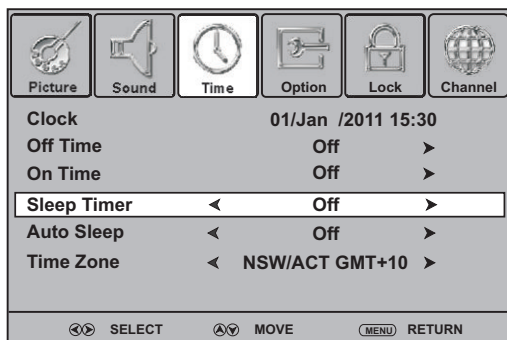 Picture Sound Time Option Lock Channel
Clock 01/Jan /2011 15:30
Off Time Off
On Time Off
Sleep Timer Off
Auto Sleep Off
Time Zone NSW/ACT GMT+10
SELECT MOVE MENU RETURN